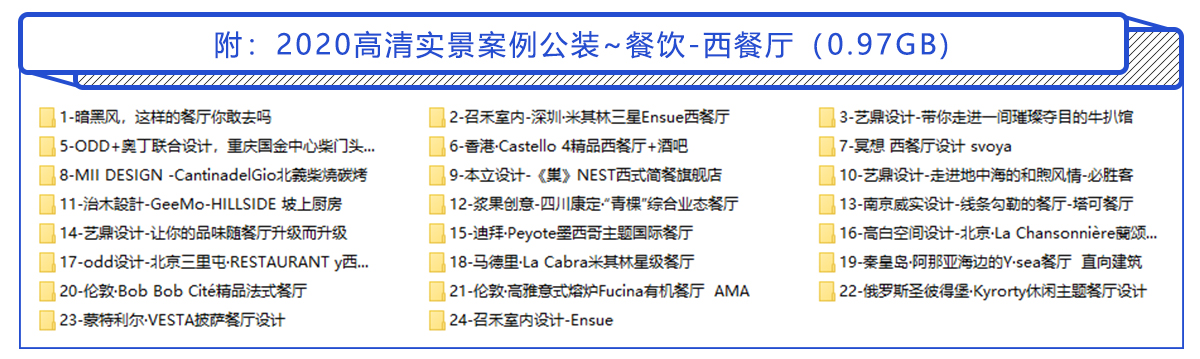 附：2020高清实景案例公装~餐饮-西餐厅（0.97GB)
1-暗黑风，这样的餐厅你敢去吗
2-召禾室内-深圳·米其林三星Ensue西餐厅
3-艺鼎设计-带你走进一间璀璨夺目的牛扒馆
5-ODD+奥丁联合设计，重庆国金中心柴门头...
6-香港·Castello 4精品西餐厅+酒吧
7-冥想 西餐厅设计 svoya
8-MII DESIGN -CantinadelGio北義柴燒碳烤
9-本立设计-《巢》NEST西式简餐旗舰店
10-艺鼎设计-走进地中海的和煦风情-必胜客
11-治木設計-GeeMo-HILLSIDE 坡上厨房
12-浆果创意-四川康定·“青棵”综合业态餐厅
13-南京威实设计-线条勾勒的餐厅-塔可餐厅
14-艺鼎设计-让你的品味随餐厅升级而升级
15-迪拜·Peyote墨西哥主题国际餐厅
16-高白空间设计-北京·La Chansonnière蘭颂...
17-odd设计-北京三里屯·RESTAURANT y西...
18-马德里·La Cabra米其林星级餐厅
19-秦皇岛·阿那亚海边的Y·sea餐厅  直向建筑
20-伦敦·Bob Bob Cité精品法式餐厅
21-伦敦·高雅意式熔炉Fucina有机餐厅  AMA
22-俄罗斯圣彼得堡·Kyrorty休闲主题餐厅设计
23-蒙特利尔·VESTA披萨餐厅设计
24-召禾室内设计-Ensue